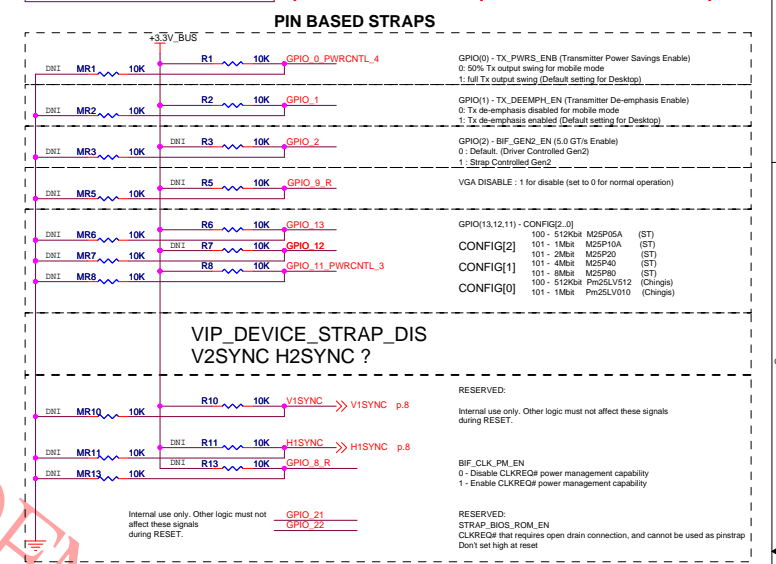 PIN BASED STRAPS
+3.3V_BUS
DNI MR1 10K R1 10K GPIO_0_PWRCNTL_4
GPIO(0) - TX_PWRS_ENB (Transmitter Power Savings Enable)
0: 50% Tx output swing for mobile mode
1: full Tx output swing (Default setting for Desktop)
DNI MR2 10K R2 10K GPIO_1
GPIO(1) - TX_DEEMPH_EN (Transmitter De-emphasis Enable)
0: Tx de-emphasis disabled for mobile mode
1: Tx de-emphasis enabled (Default setting for Desktop)
DNI MR3 10K DNI R3 10K GPIO_2
GPIO(2) - BIF_GEN2_EN (5.0 GT/s Enable)
0 : Default. (Driver Controlled Gen2)
1 : Strap Controlled Gen2
DNI MR5 10K DNI R5 10K GPIO_9_R
VGA DISABLE : 1 for disable (set to 0 for normal operation)
DNI MR6 10K R6 10K GPIO_13
DNI MR7 10K DNI R7 10K GPIO_12
DNI MR8 10K R8 10K GPIO_11_PWRCNTL_3
GPIO(13,12,11) - CONFIG[2..0]
100 - 512Kbit M25P05A (ST)
CONFIG[2] 101 - 1Mbit M25P10A (ST)
101 - 2Mbit M25P20 (ST)
CONFIG[1] 101 - 4Mbit M25P40 (ST)
101 - 8Mbit M25P80 (ST)
CONFIG[0] 100 - 512Kbit Pm25LV512 (Chingis)
101 - 1Mbit Pm25LV010 (Chingis)
VIP_DEVICE_STRAP_DIS
V2SYNC H2SYNC ?
DNI MR10 10K R10 10K V1SYNC V1SYNC p.8
RESERVED:
Internal use only. Other logic must not affect these signals
during RESET.
DNI MR11 10K DNI R11 10K H1SYNC H1SYNC p.8
DNI MR13 10K DNI R13 10K GPIO_8_R
BIF_CLK_PM_EN
0 - Disable CLKREQ# power management capability
1 - Enable CLKREQ# power management capability
Internal use only. Other logic must not
affect these signals
during RESET.
GPIO_21
GPIO_22
RESERVED:
STRAP_BIOS_ROM_EN
CLKREQ# that requires open drain connection, and cannot be used as pinstrap
Don't set high at reset